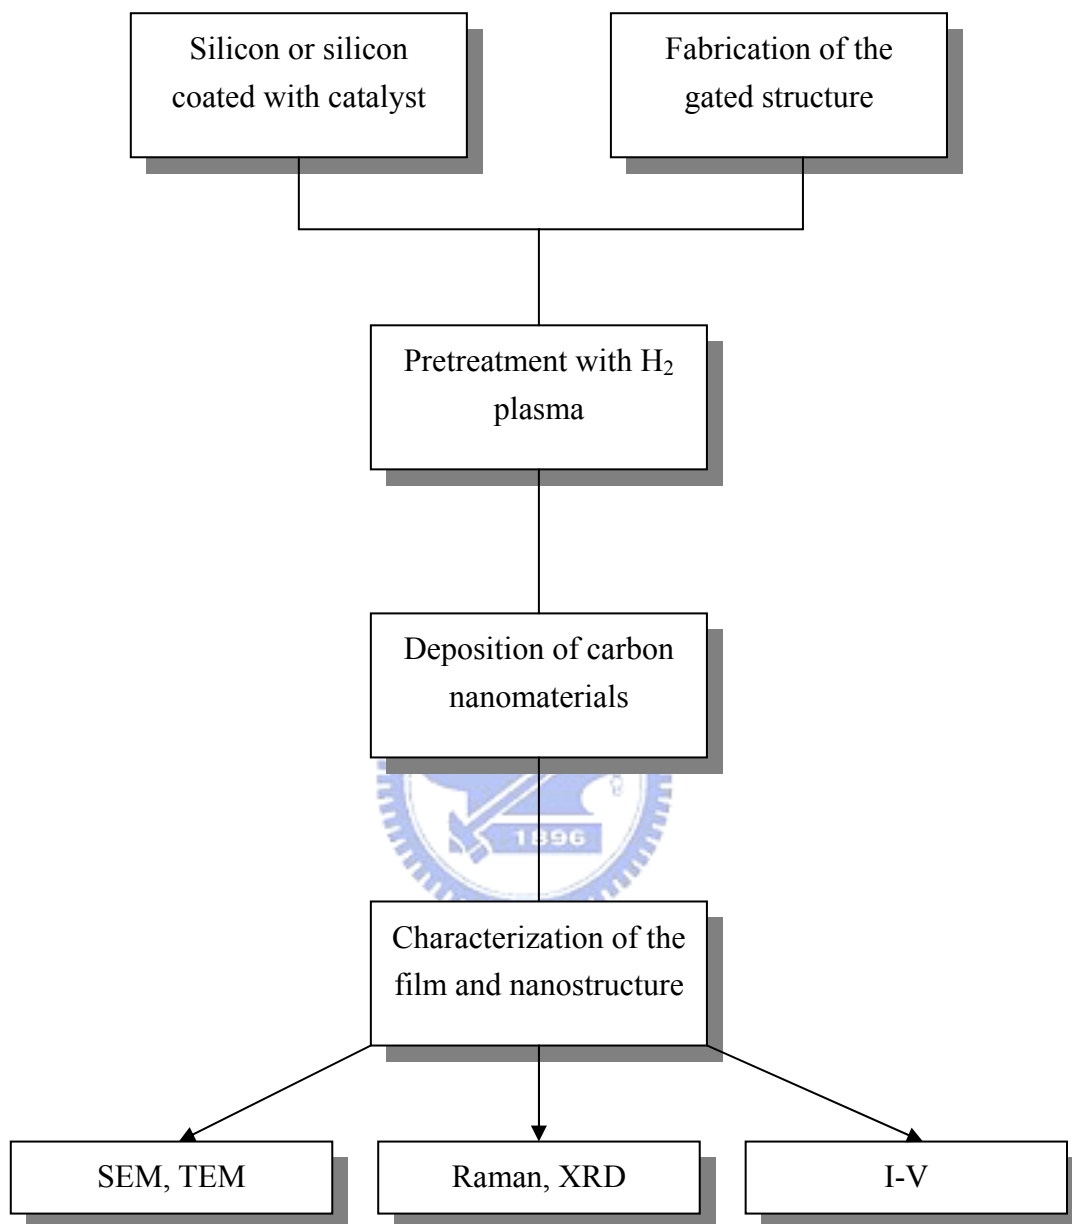 Silicon or silicon
coated with catalyst
Fabrication of the
gated structure
Pretreatment with H₂
plasma
Deposition of carbon
nanomaterials
1896
Characterization of the
film and nanostructure
SEM, TEM
Raman, XRD
I-V